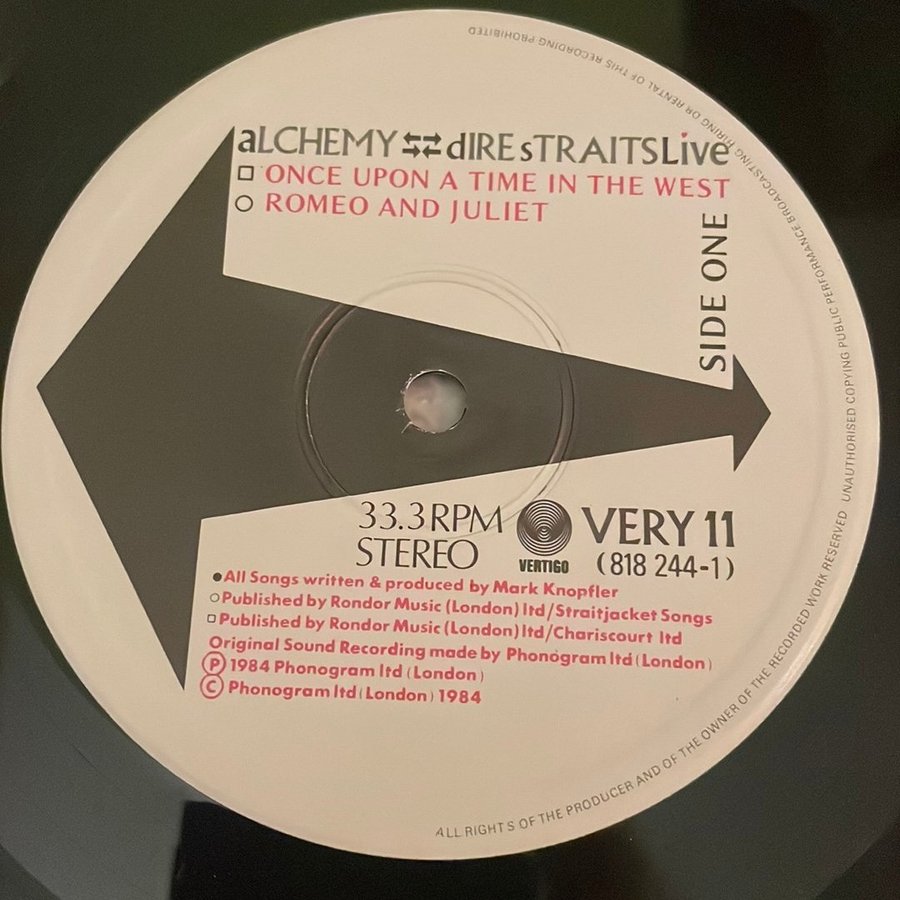 aLCHEMY ⇆⇄ dIRE sTRAITS Live
□ ONCE UPON A TIME IN THE WEST
○ ROMEO AND JULIET
SIDE ONE
33.3 RPM
STEREO
VERTIGO
VERY 11
(818 244-1)
●All Songs written & produced by Mark Knopfler
○Published by Rondor Music (London) ltd/Straitjacket Songs
□Published by Rondor Music (London) ltd/Chariscourt ltd
Original Sound Recording made by Phonogram ltd (London)
Ⓟ 1984 Phonogram ltd (London)
Ⓒ Phonogram ltd (London) 1984
ALL RIGHTS OF THE PRODUCER AND OF THE OWNER OF THE RECORDED WORK RESERVED UNAUTHORISED COPYING PUBLIC PERFORMANCE BROADCASTING HIRING OR RENTAL OF THIS RECORDING PROHIBITED